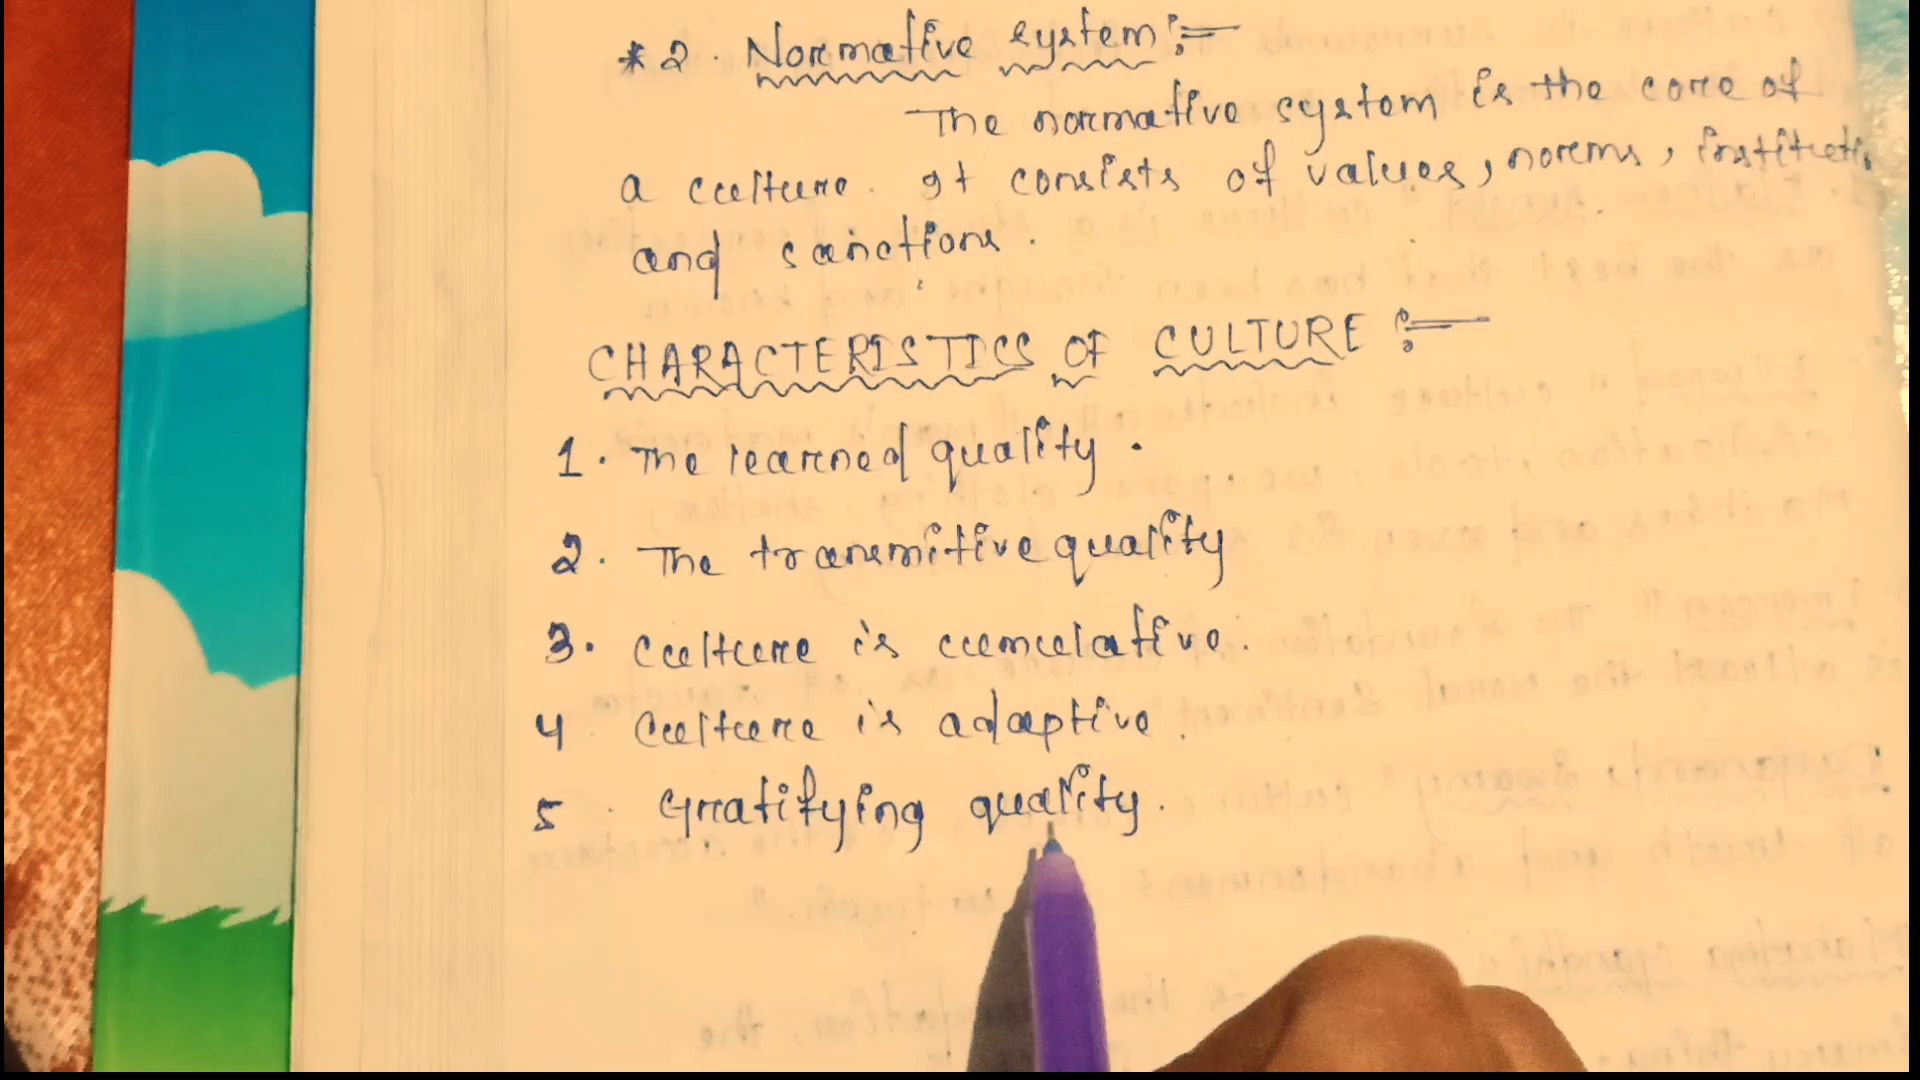 *2. Normative system :-
The normative system is the core of
a culture. It consists of values, norms,
and sanctions.
CHARACTERISTICS OF CULTURE :-
1. The learned quality.
2. The transmitive quality
3. Culture is cumulative.
4 Culture is adaptive.
5. Gratifying quality.